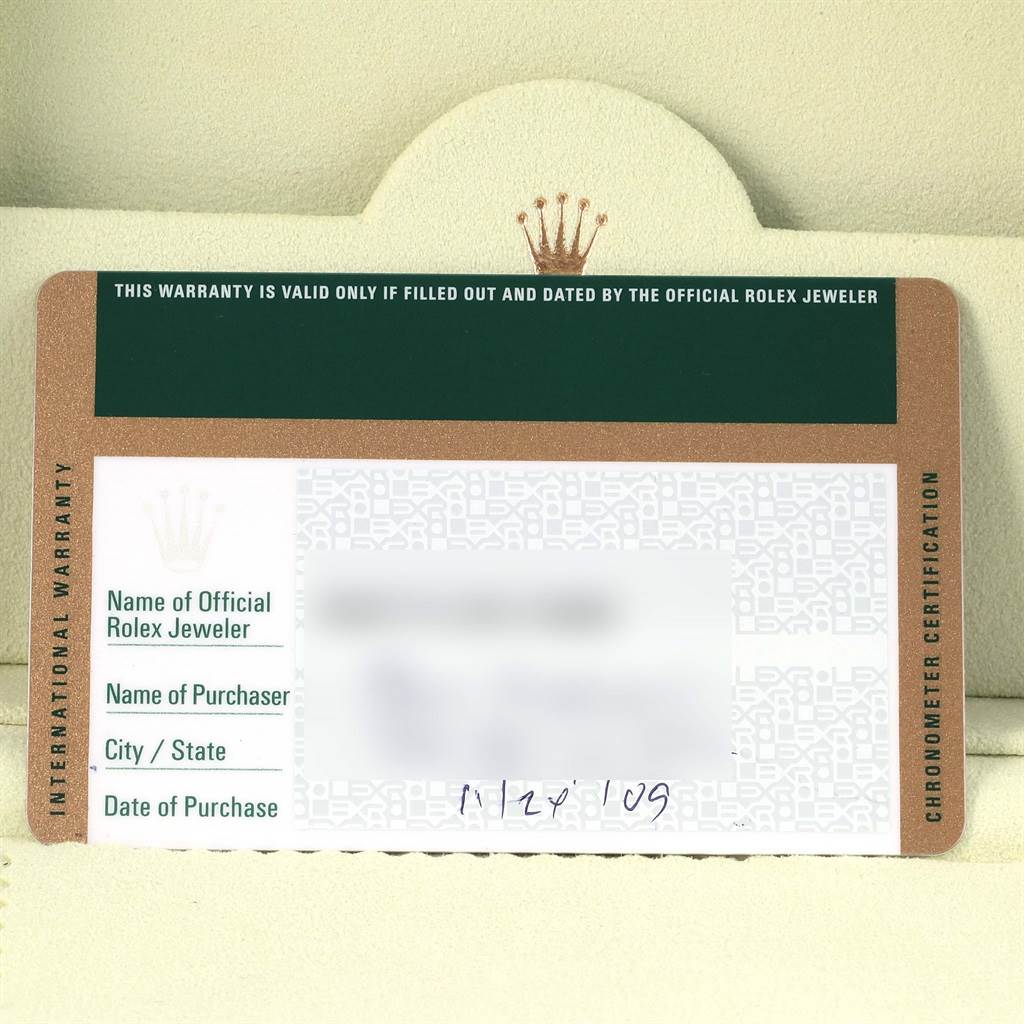 THIS WARRANTY IS VALID ONLY IF FILLED OUT AND DATED BY THE OFFICIAL ROLEX JEWELER
INTERNATIONAL WARRANTY
Name of Official
Rolex Jeweler
Name of Purchaser
City / State
Date of Purchase 11/24/09
CHRONOMETER CERTIFICATION